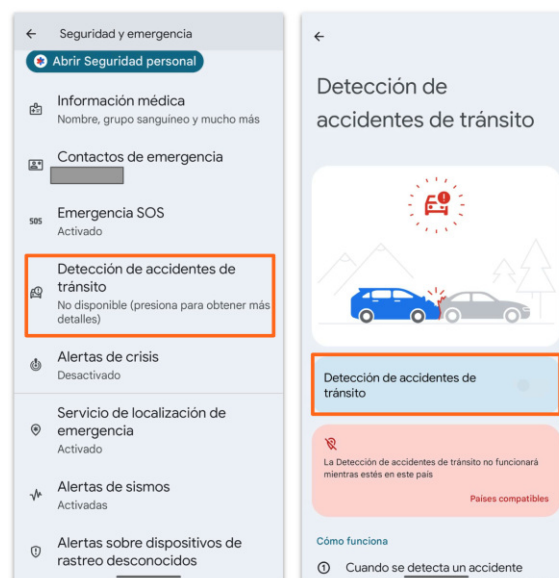 Seguridad y emergencia
Abrir Seguridad personal
Información médica
Nombre, grupo sanguíneo y mucho más
Contactos de emergencia
SOS
Emergencia SOS
Activado
Detección de accidentes de
tránsito
No disponible (presiona para obtener más
detalles)
Alertas de crisis
Desactivado
Servicio de localización de
emergencia
Activado
Alertas de sismos
Activadas
Alertas sobre dispositivos de
rastreo desconocidos
Detección de
accidentes de tránsito
Detección de accidentes de
tránsito
La Detección de accidentes de tránsito no funcionará
mientras estés en este país
Países compatibles
Cómo funciona
1 Cuando se detecta un accidente